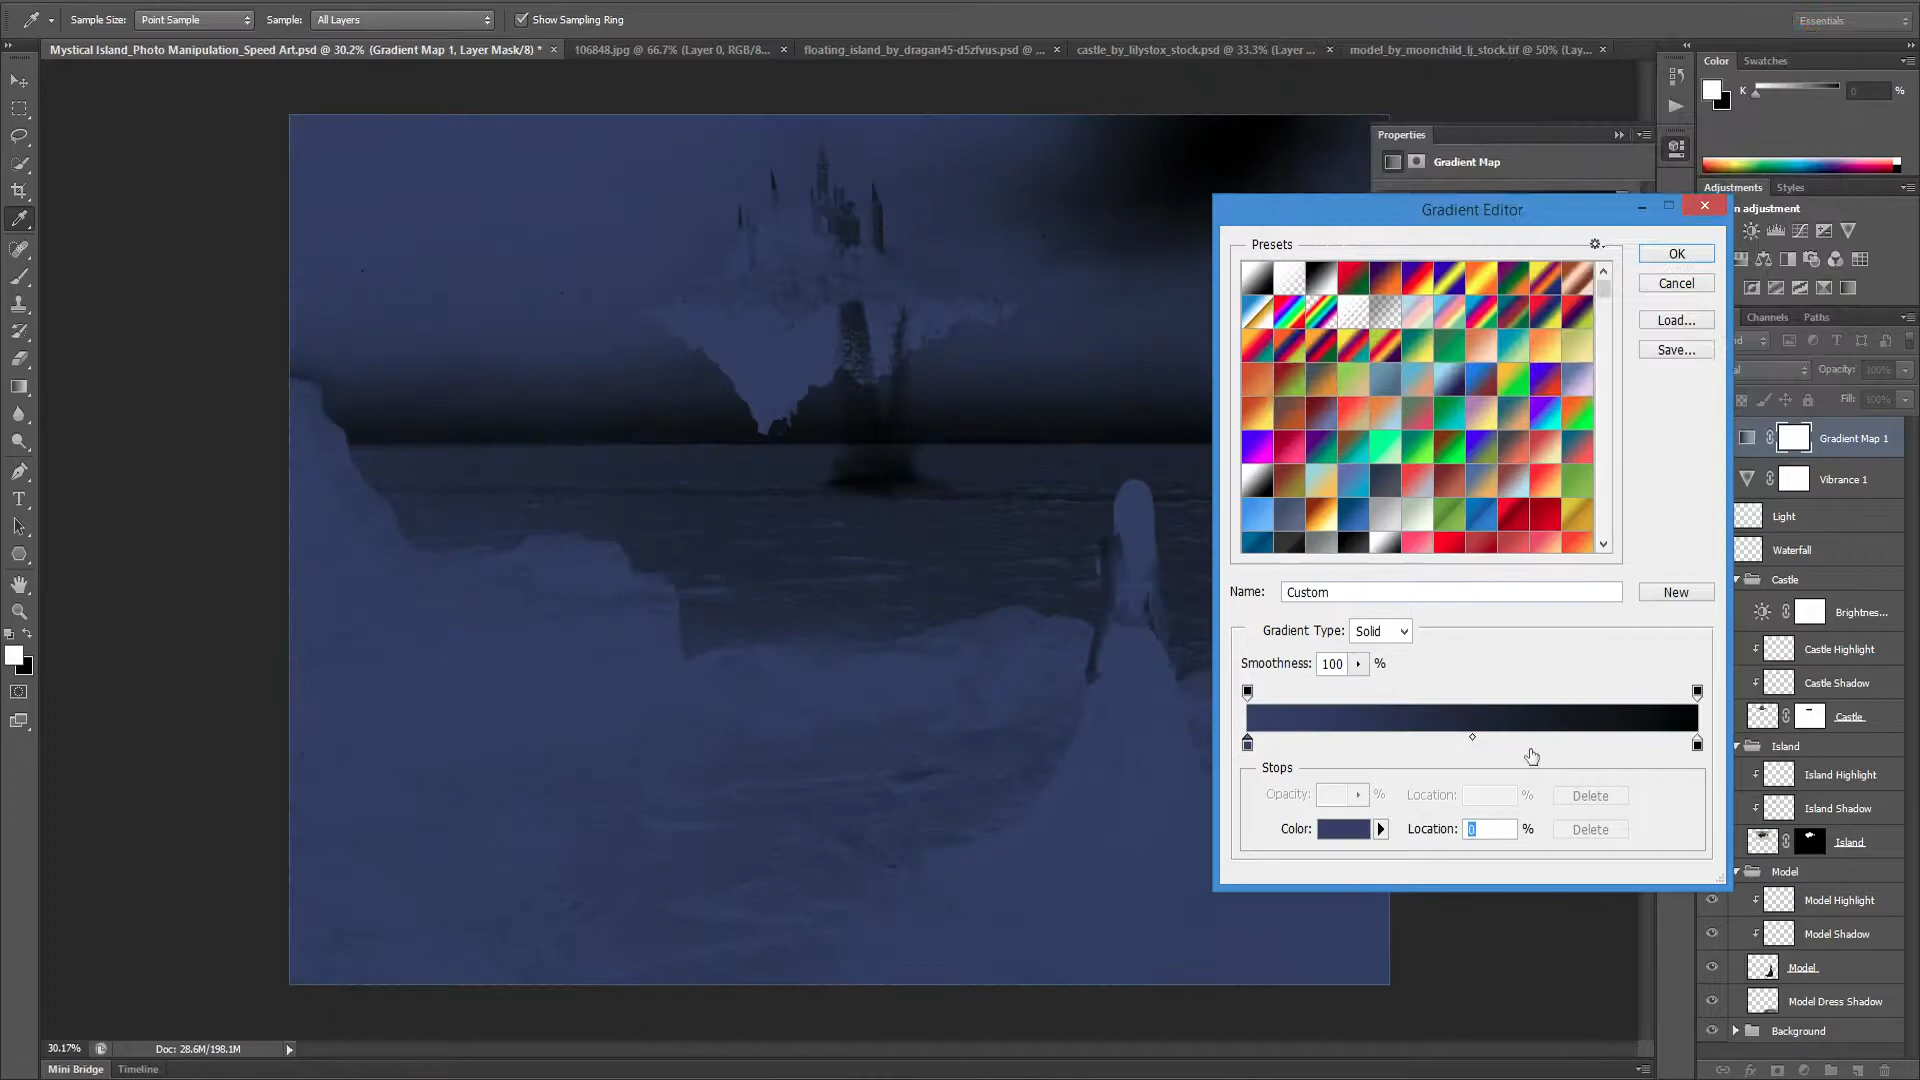 Sample Size: Point Sample Sample: All Layers Show Sampling Ring Essentials
Mystical Island_Photo Manipulation_Speed Art.psd @ 30.2% (Gradient Map 1, Layer Mask/8) * × 106848.jpg @ 66.7% (Layer 0, RGB/8... × floating_island_by_dragan45-d5zfvus.psd @ ... × castle_by_lilystox_stock.psd @ 33.3% (Layer ... × model_by_moonchild_lj_stock.tif @ 50% (Lay... ×
Color Swatches
K 0 %
Properties
Gradient Map
Adjustments Styles
n adjustment
Gradient Editor
Presets
OK
Cancel
Load...
Save...
Channels Paths
Opacity: 100%
Fill: 100%
Gradient Map 1
Vibrance 1
Light
Waterfall
Castle
Brightnes...
Castle Highlight
Castle Shadow
Castle
Island
Island Highlight
Island Shadow
Island
Model
Model Highlight
Model Shadow
Model
Model Dress Shadow
Background
Name: Custom New
Gradient Type: Solid
Smoothness: 100 %
Stops
Opacity: % Location: % Delete
Color: Location: 0 % Delete
30.17% Doc: 28.6M/198.1M
Mini Bridge Timeline